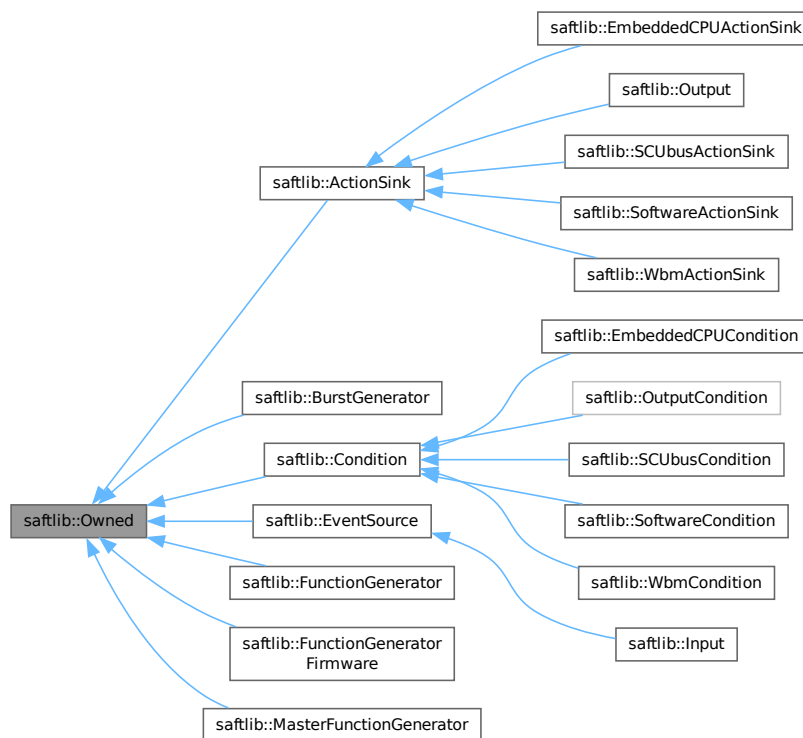 saftlib::EmbeddedCPUActionSink
saftlib::Output
saftlib::SCUbusActionSink
saftlib::ActionSink
saftlib::SoftwareActionSink
saftlib::WbmActionSink
saftlib::EmbeddedCPUCondition
saftlib::BurstGenerator
saftlib::OutputCondition
saftlib::Condition
saftlib::SCUbusCondition
saftlib::Owned
saftlib::EventSource
saftlib::SoftwareCondition
saftlib::FunctionGenerator
saftlib::WbmCondition
saftlib::FunctionGenerator
Firmware
saftlib::Input
saftlib::MasterFunctionGenerator